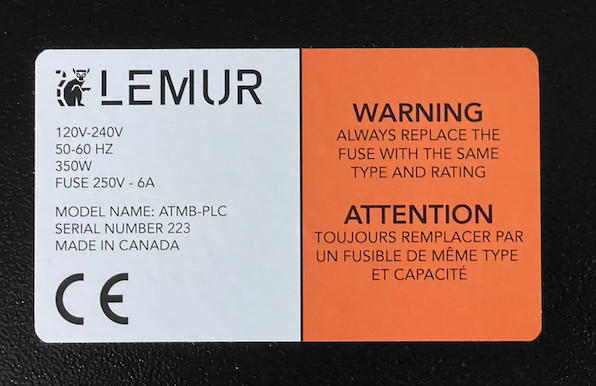 LEMUR
120V-240V
50-60 HZ
350W
FUSE 250V - 6A
MODEL NAME: ATMB-PLC
SERIAL NUMBER 223
MADE IN CANADA
CE
WARNING
ALWAYS REPLACE THE
FUSE WITH THE SAME
TYPE AND RATING
ATTENTION
TOUJOURS REMPLACER PAR
UN FUSIBLE DE MÊME TYPE
ET CAPACITÉ